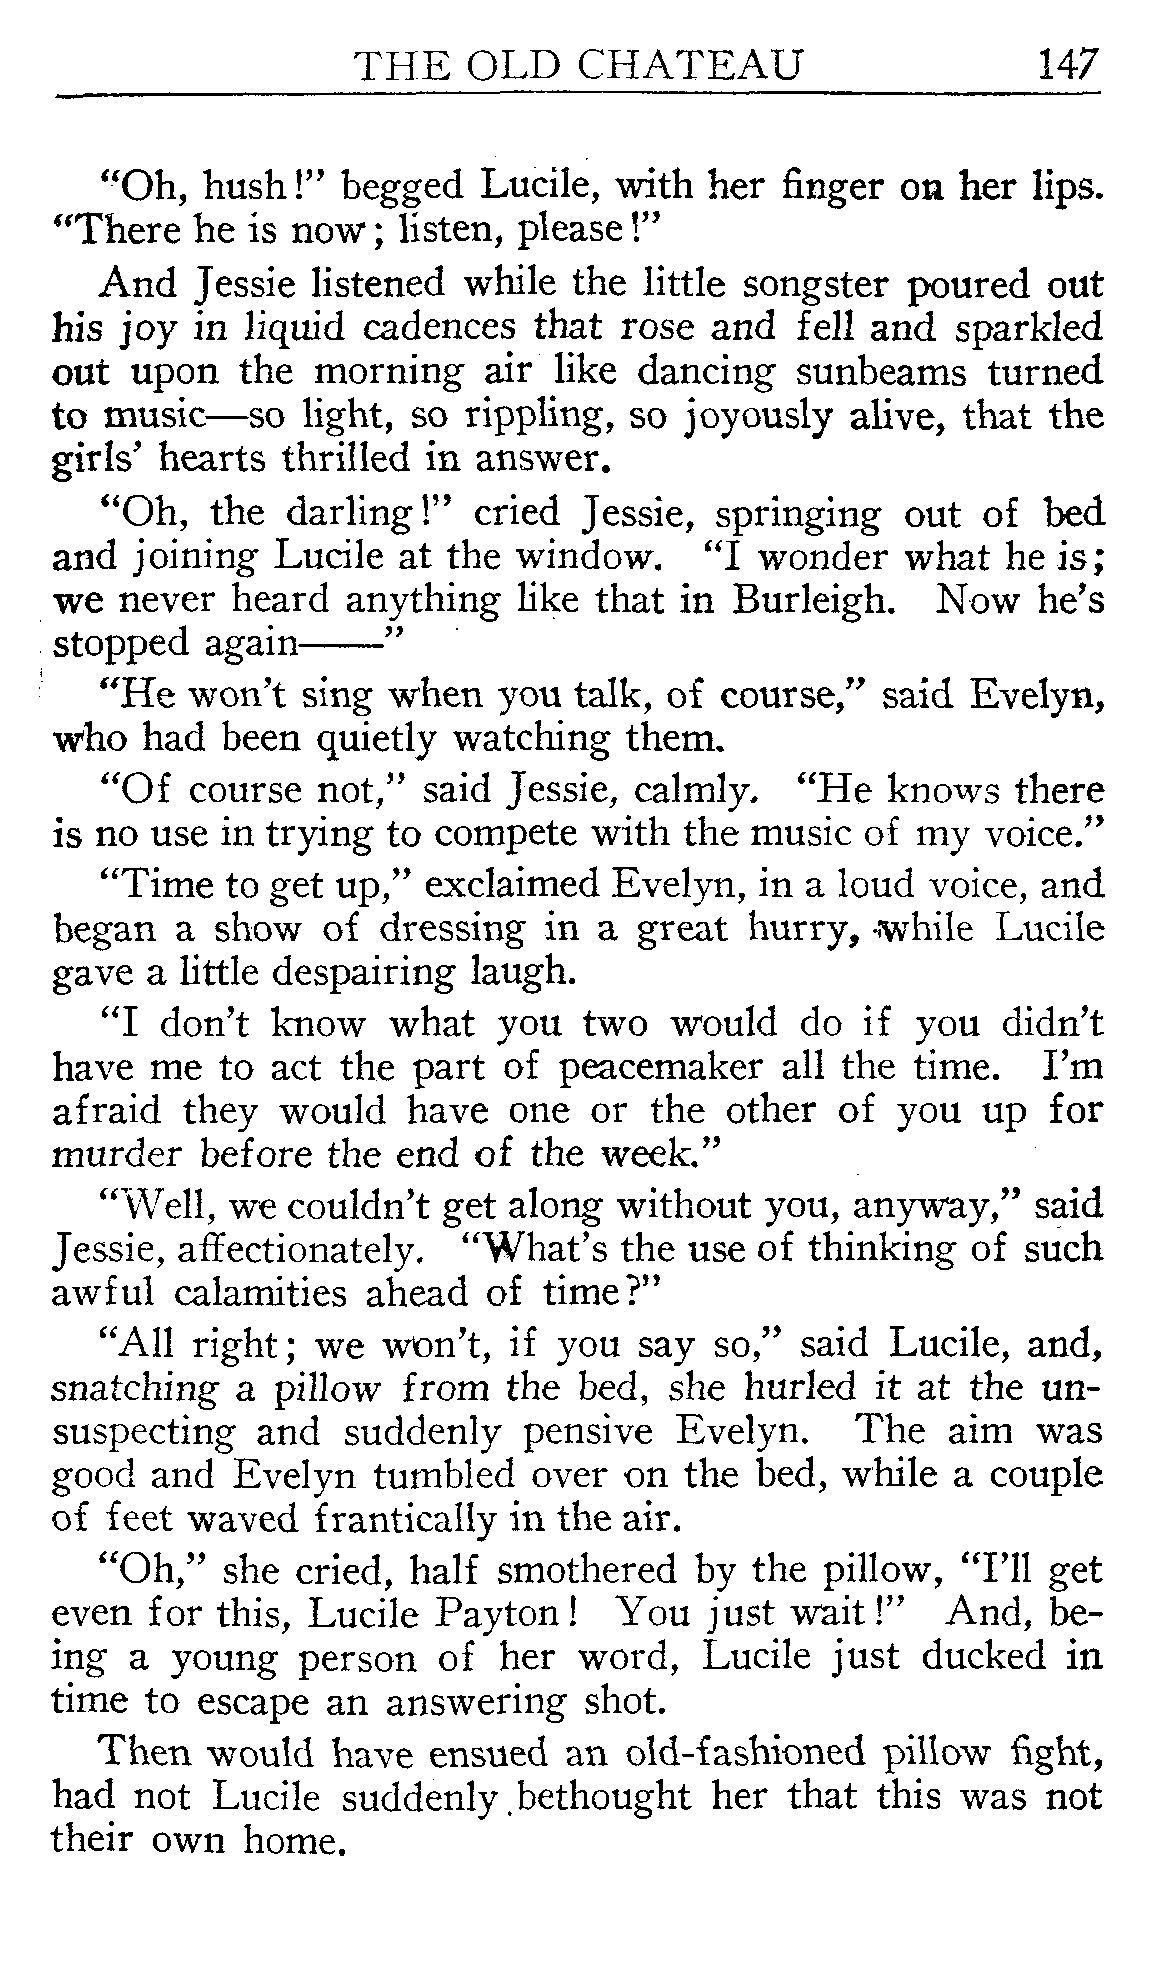 THE OLD CHATEAU 147
“Oh, hush!” begged Lucile, with her finger on her lips.
“There he is now; listen, please!”
And Jessie listened while the little songster poured out
his joy in liquid cadences that rose and fell and sparkled
out upon the morning air like dancing sunbeams turned
to music—so light, so rippling, so joyously alive, that the
girls’ hearts thrilled in answer.
“Oh, the darling!” cried Jessie, springing out of bed
and joining Lucile at the window. “I wonder what he is;
we never heard anything like that in Burleigh. Now he’s
stopped again——”
“He won’t sing when you talk, of course,” said Evelyn,
who had been quietly watching them.
“Of course not,” said Jessie, calmly. “He knows there
is no use in trying to compete with the music of my voice.”
“Time to get up,” exclaimed Evelyn, in a loud voice, and
began a show of dressing in a great hurry, while Lucile
gave a little despairing laugh.
“I don’t know what you two would do if you didn’t
have me to act the part of peacemaker all the time. I’m
afraid they would have one or the other of you up for
murder before the end of the week.”
“Well, we couldn’t get along without you, anyway,” said
Jessie, affectionately. “What’s the use of thinking of such
awful calamities ahead of time?”
“All right; we won’t, if you say so,” said Lucile, and,
snatching a pillow from the bed, she hurled it at the un-
suspecting and suddenly pensive Evelyn. The aim was
good and Evelyn tumbled over on the bed, while a couple
of feet waved frantically in the air.
“Oh,” she cried, half smothered by the pillow, “I’ll get
even for this, Lucile Payton! You just wait!” And, be-
ing a young person of her word, Lucile just ducked in
time to escape an answering shot.
Then would have ensued an old-fashioned pillow fight,
had not Lucile suddenly bethought her that this was not
their own home.